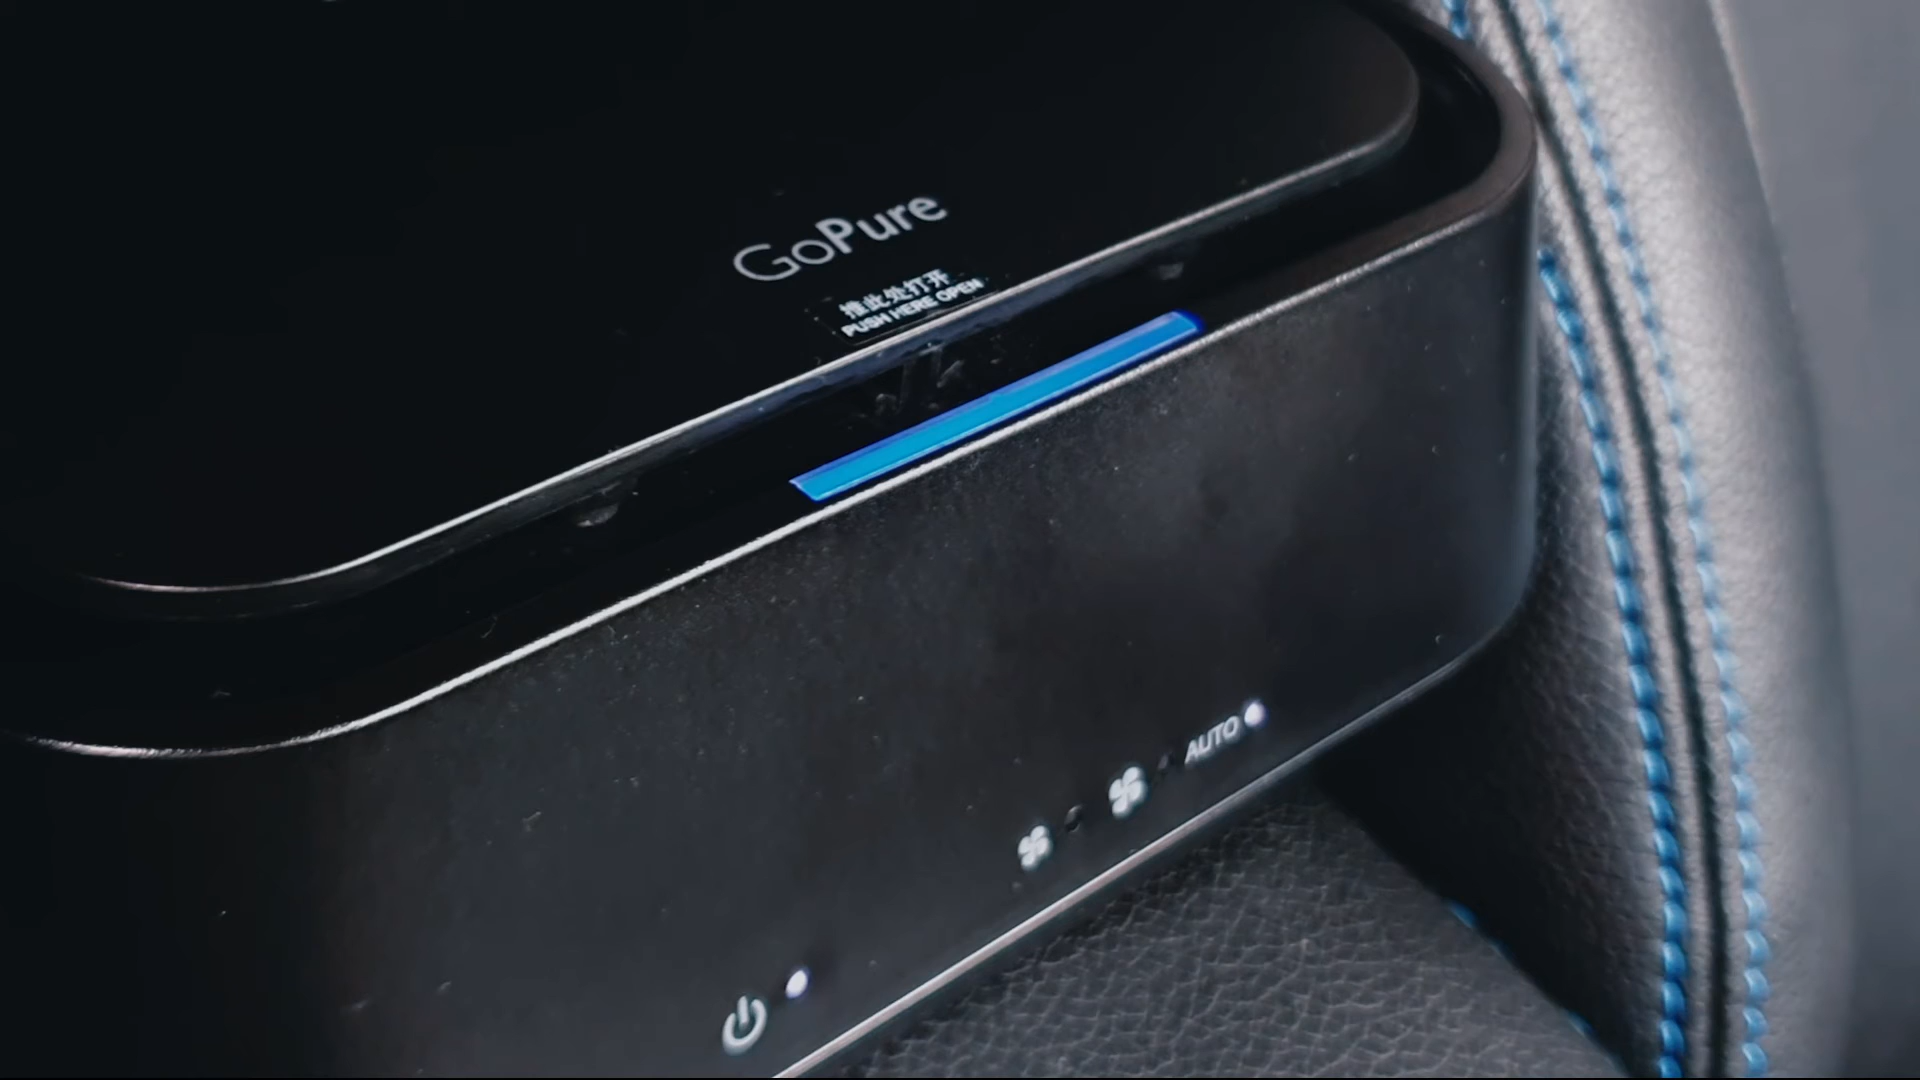 GoPure
推此处打开
PUSH HERE OPEN
AUTO